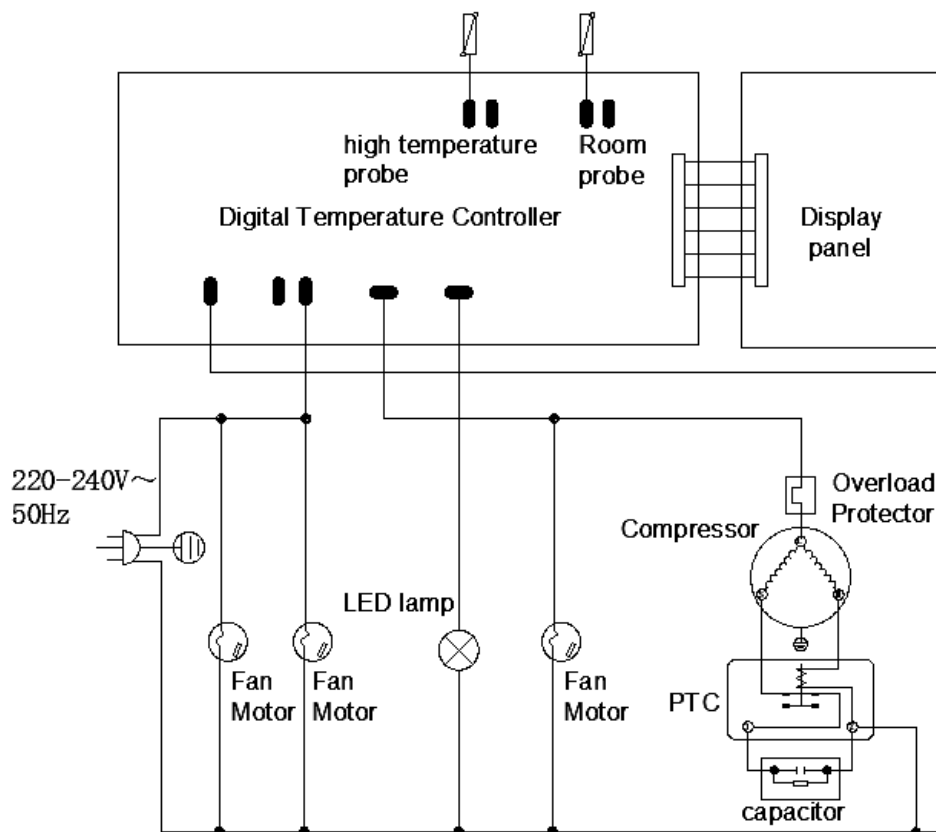 high temperature
probe
Room
probe
Digital Temperature Controller
Display
panel
220-240V～
50Hz
Overload
Protector
Compressor
LED lamp
Fan
Motor
Fan
Motor
Fan
Motor
PTC
capacitor